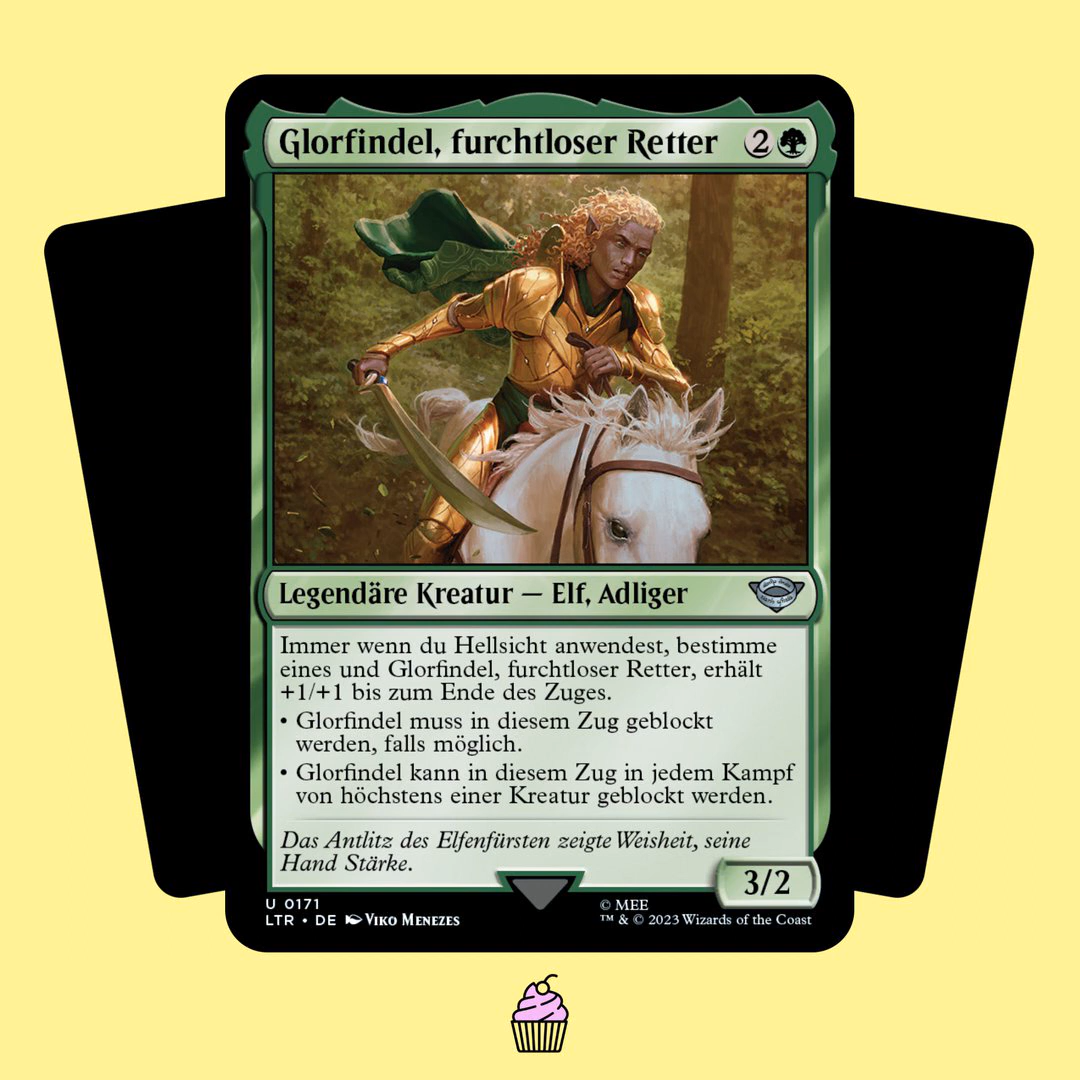 Glorfindel, furchtloser Retter 2
Legendäre Kreatur — Elf, Adliger
Immer wenn du Hellsicht anwendest, bestimme
eines und Glorfindel, furchtloser Retter, erhält
+1/+1 bis zum Ende des Zuges.
• Glorfindel muss in diesem Zug geblockt
werden, falls möglich.
• Glorfindel kann in diesem Zug in jedem Kampf
von höchstens einer Kreatur geblockt werden.
Das Antlitz des Elfenfürsten zeigte Weisheit, seine
Hand Stärke.
3/2
U 0171
LTR • DE Viko Menezes
© MEE
™ & © 2023 Wizards of the Coast